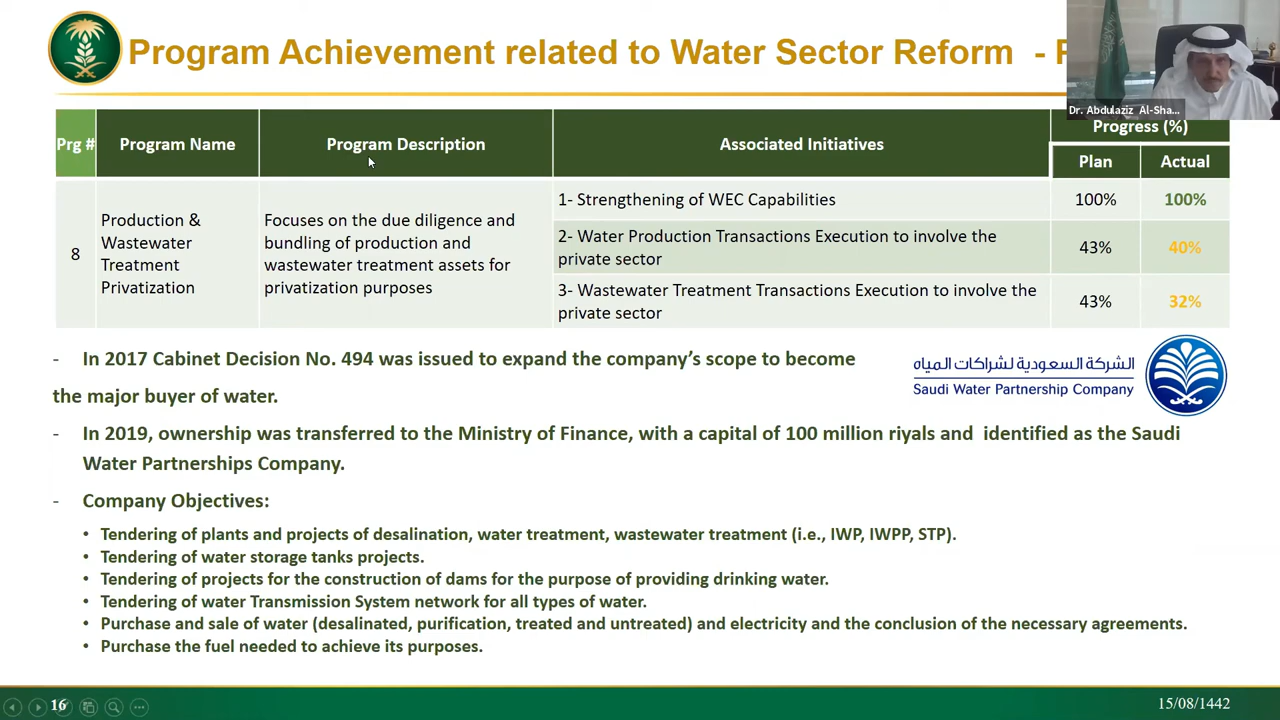 Program Achievement related to Water Sector Reform -
Dr. Abdulaziz Al-Sha...
Prg #
Program Name
Program Description
Associated Initiatives
Progress (%)
Plan
Actual
8
Production &
Wastewater
Treatment
Privatization
Focuses on the due diligence and
bundling of production and
wastewater treatment assets for
privatization purposes
1- Strengthening of WEC Capabilities
100%
100%
2- Water Production Transactions Execution to involve the
private sector
43%
40%
3- Wastewater Treatment Transactions Execution to involve the
private sector
43%
32%
- In 2017 Cabinet Decision No. 494 was issued to expand the company’s scope to become
the major buyer of water.
الشركة السعودية لشراكات المياه
Saudi Water Partnership Company
- In 2019, ownership was transferred to the Ministry of Finance, with a capital of 100 million riyals and identified as the Saudi
Water Partnerships Company.
- Company Objectives:
• Tendering of plants and projects of desalination, water treatment, wastewater treatment (i.e., IWP, IWPP, STP).
• Tendering of water storage tanks projects.
• Tendering of projects for the construction of dams for the purpose of providing drinking water.
• Tendering of water Transmission System network for all types of water.
• Purchase and sale of water (desalinated, purification, treated and untreated) and electricity and the conclusion of the necessary agreements.
• Purchase the fuel needed to achieve its purposes.
16
15/08/1442